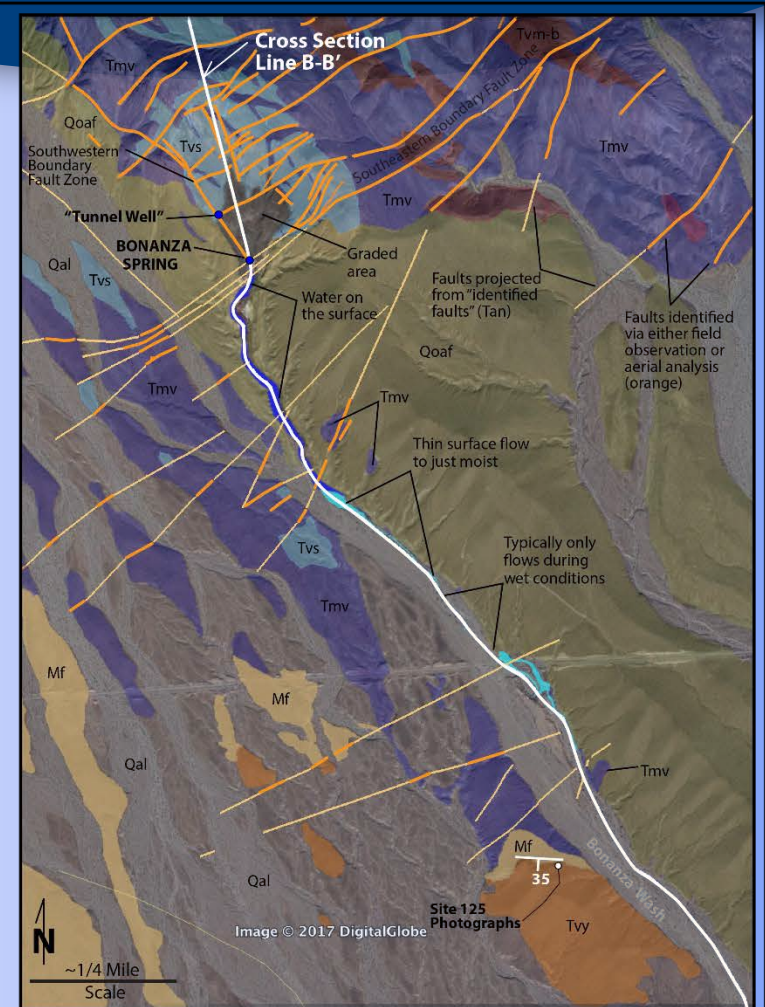 Cross Section
Line B-B'
Tvm-b
Tmv
Qoaf
Southwestern
Boundary
Fault Zone
Tvs
Southeastern Boundary Fault Zone
Tmv
Tmv
"Tunnel Well"
BONANZA
SPRING
Graded
area
Qal
Tvs
Water on
the surface
Faults projected
from "identified
faults" (Tan)
Faults identified
via either field
observation or
aerial analysis
(orange)
Qoaf
Tmv
Tmv
Thin surface flow
to just moist
Typically only
flows during
wet conditions
Tvs
Tmv
Mf
Mf
Qal
Tmv
Mf
35
Bonanza Wash
Qal
Site 125
Photographs
Tvy
Image © 2017 DigitalGlobe
N
~1/4 Mile
Scale